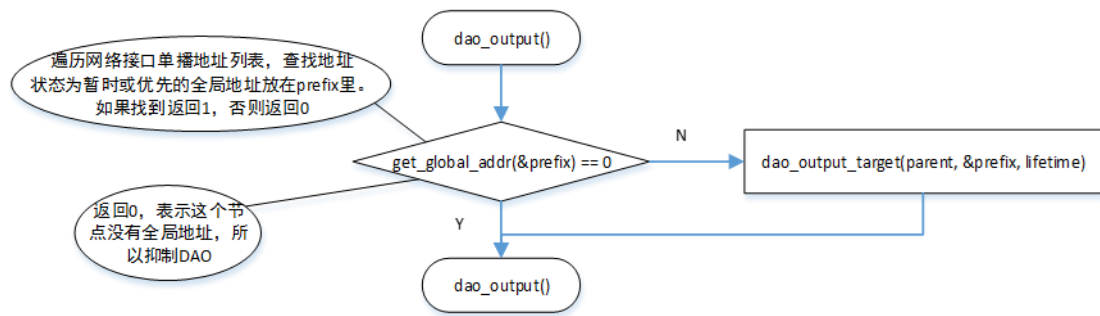 dao_output()
遍历网络接口单播地址列表，查找地址
状态为暂时或优先的全局地址放在prefix里。
如果找到返回1，否则返回0
get_global_addr(&prefix) == 0
N
dao_output_target(parent, &prefix, lifetime)
返回0，表示这个节
点没有全局地址，所
以抑制DAO
Y
dao_output()